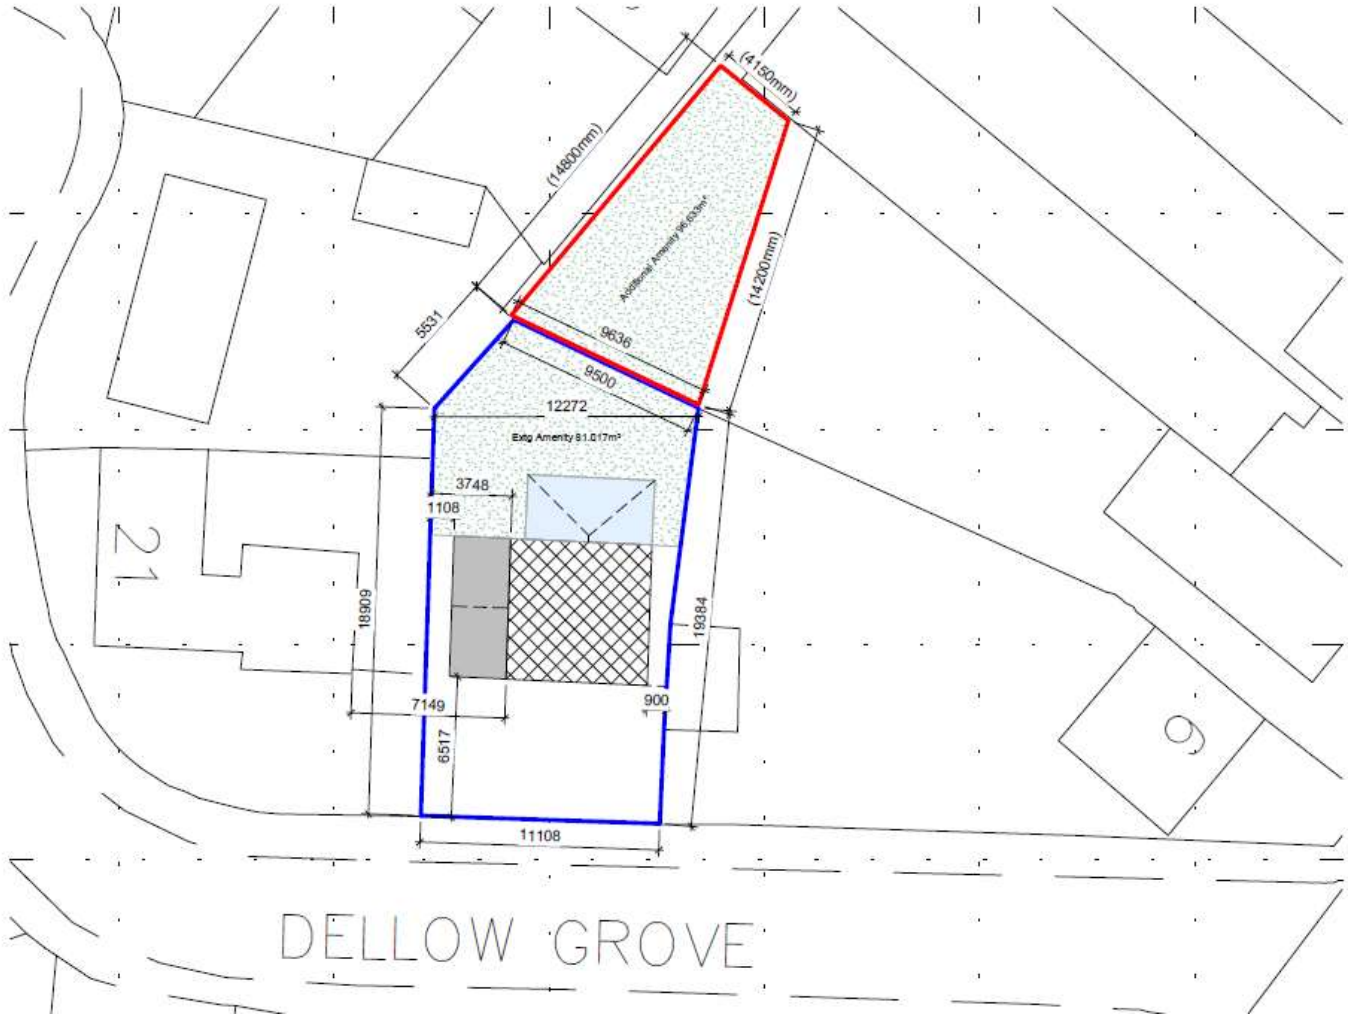 (4150mm)
(14800mm)
Additional Amenity 96.633m²
(14200mm)
5531
9636
9500
12272
Extg Amenity 81.017m²
3748
1108
21
18909
19384
7149
900
6517
9
11108
DELLOW GROVE